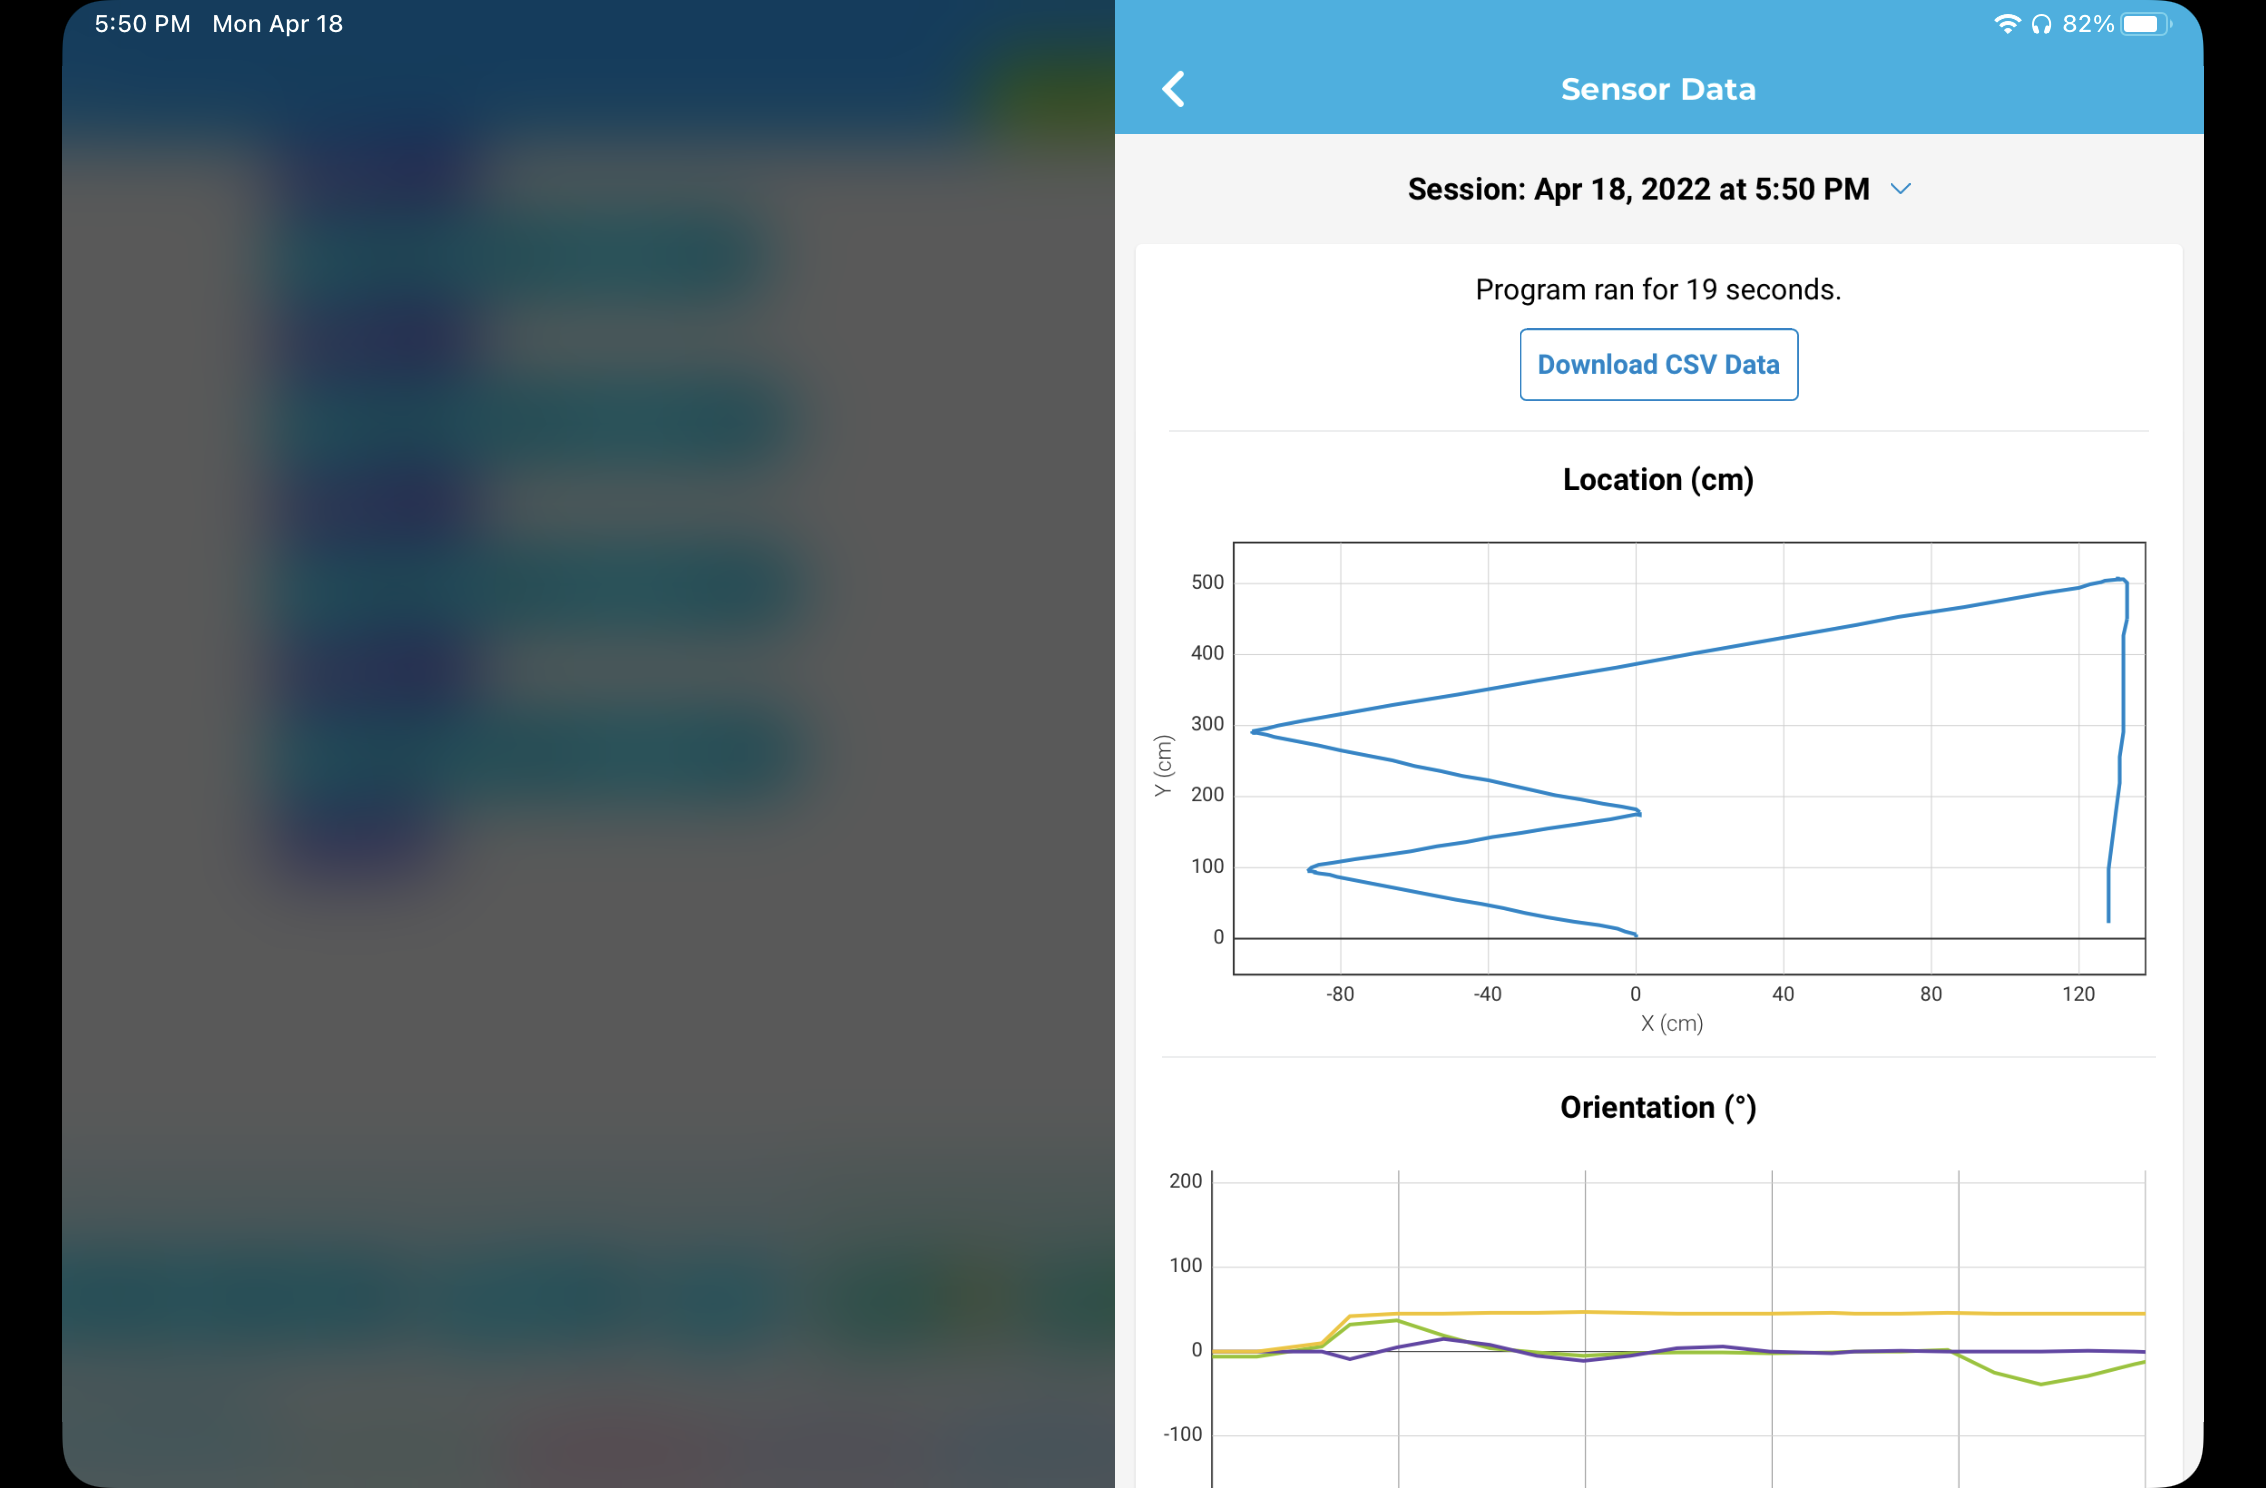 5:50 PM Mon Apr 18
82%
Sensor Data
Session: Apr 18, 2022 at 5:50 PM
Program ran for 19 seconds.
Download CSV Data
Location (cm)
500
400
300
200
100
0
Y (cm)
-80 -40 0 40 80 120
X (cm)
Orientation (°)
200
100
0
-100